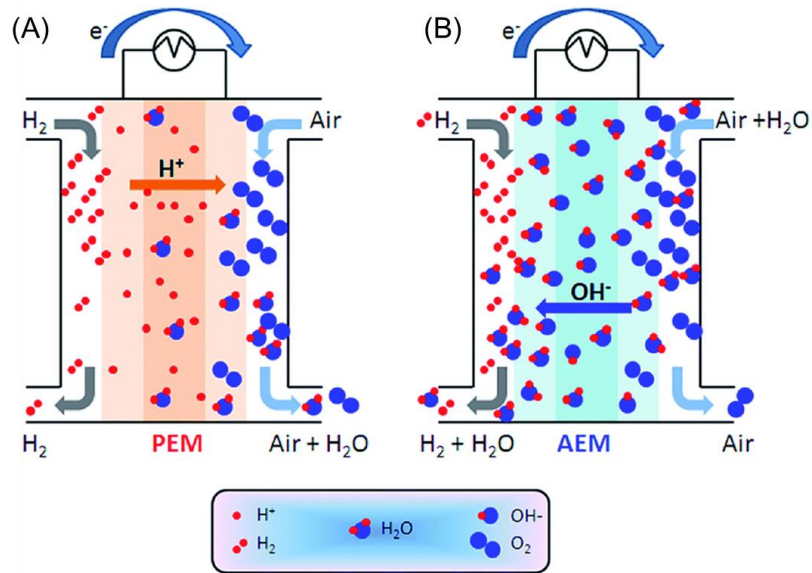 (A)
e-
H2
Air
H+
H2
PEM
Air + H2O
(B)
e-
H2
Air +H2O
OH-
H2 + H2O
AEM
Air
H+
H2
H2O
OH-
O2